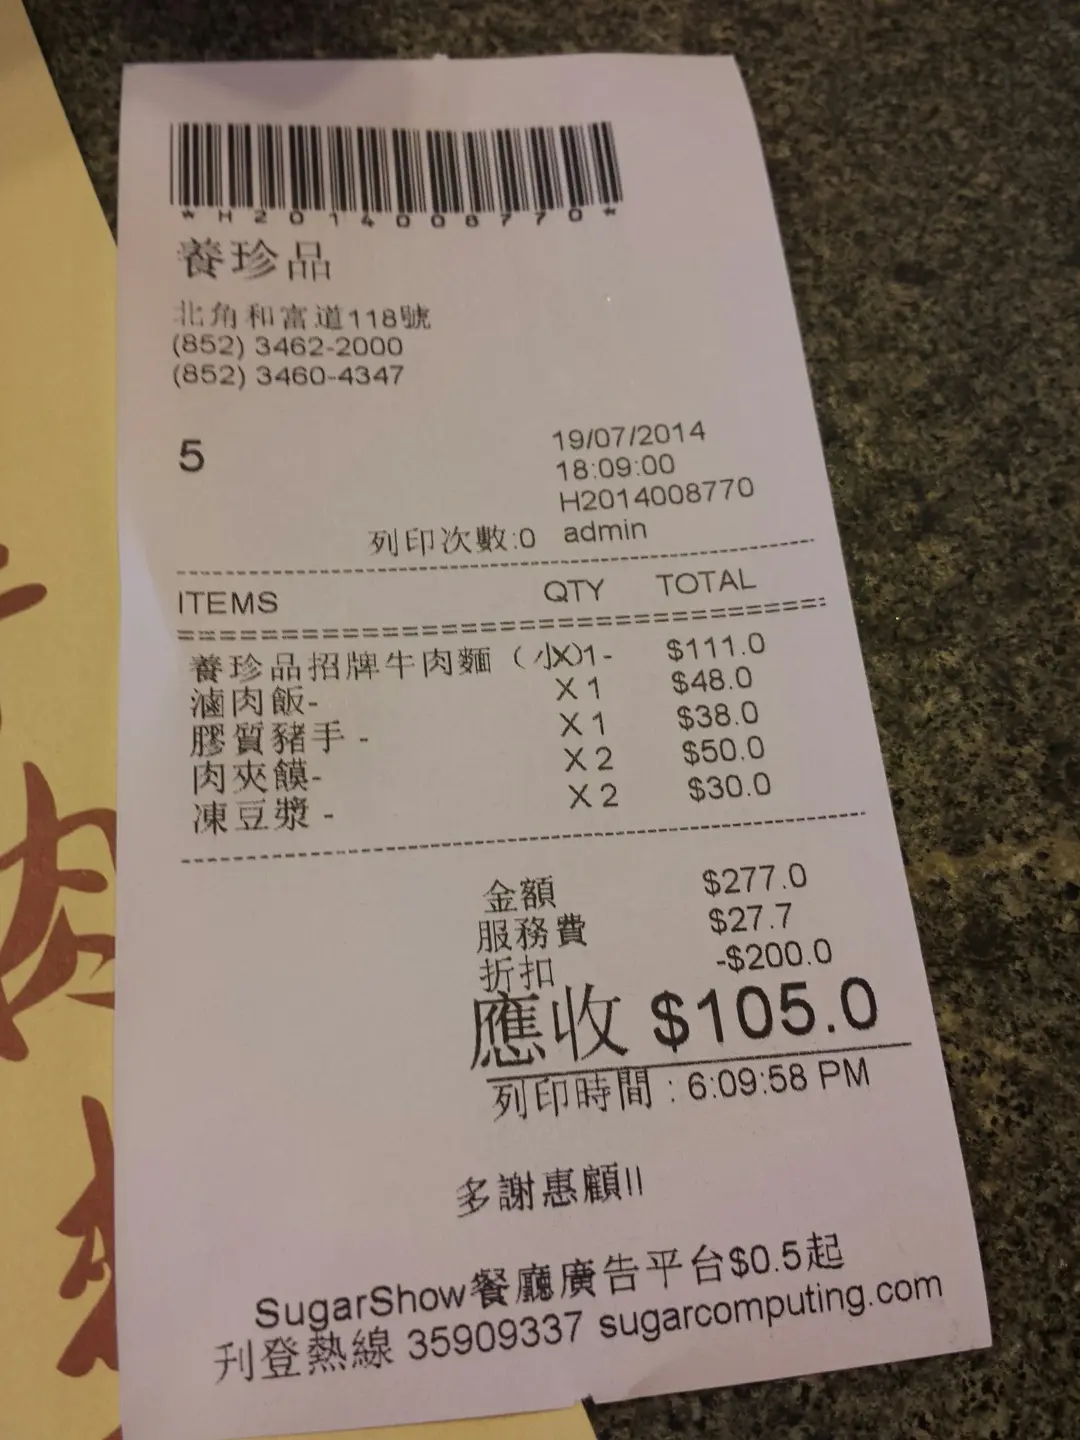 *H2014008770*
養珍品
北角和富道118號
(852) 3462-2000
(852) 3460-4347
5
19/07/2014
18:09:00
H2014008770
列印次數:0 admin
ITEMS QTY TOTAL
養珍品招牌牛肉麵（小）- X 1 $111.0
滷肉飯- X 1 $48.0
膠質豬手 - X 1 $38.0
肉夾饃- X 2 $50.0
凍豆漿 - X 2 $30.0
金額 $277.0
服務費 $27.7
折扣 -$200.0
應收 $105.0
列印時間 : 6:09:58 PM
多謝惠顧!!
SugarShow餐廳廣告平台$0.5起
刊登熱線 35909337 sugarcomputing.com
肉